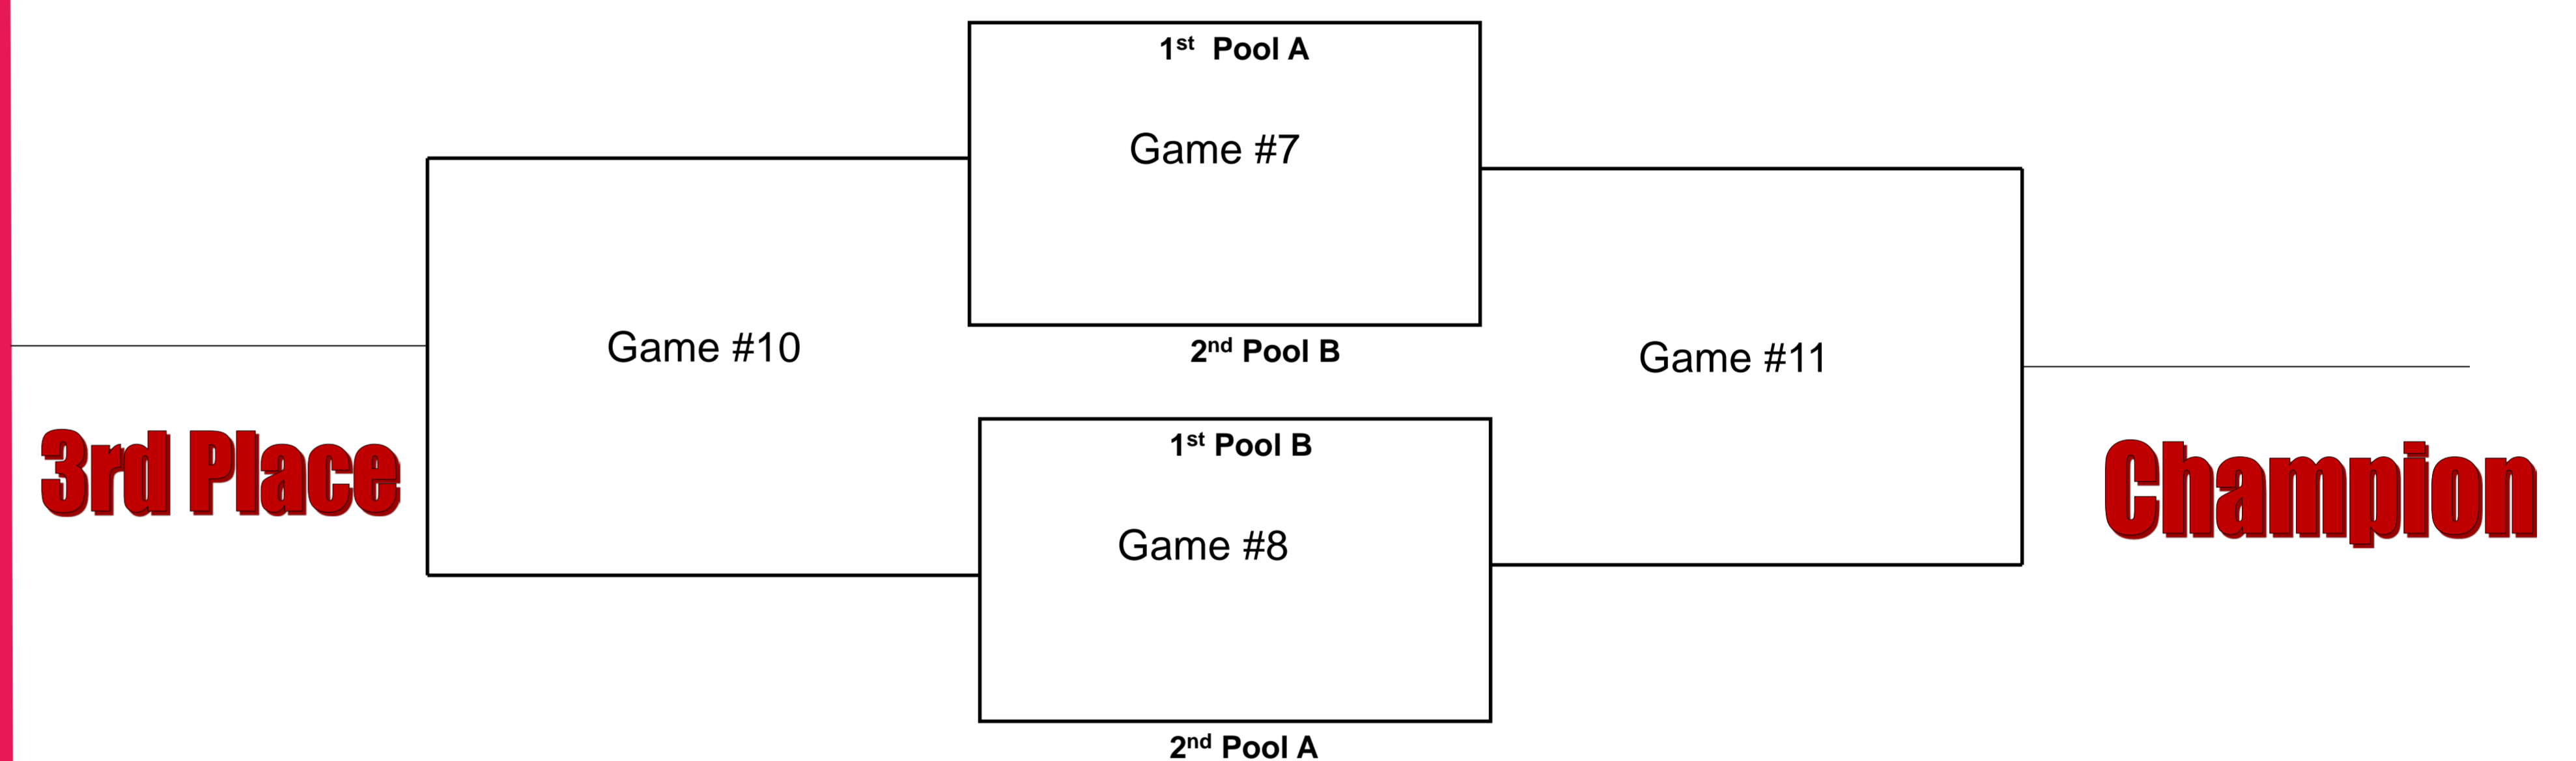 1st Pool A
Game #7
2nd Pool B
Game #10
Game #11
3rd Place
1st Pool B
Game #8
Champion
2nd Pool A